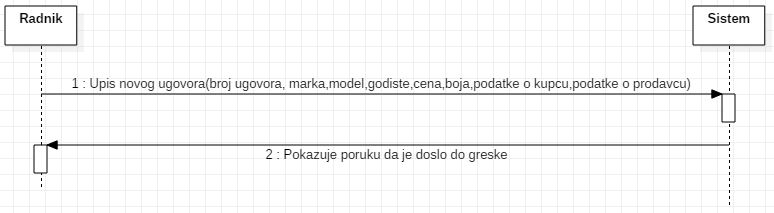 Radnik
Sistem
1 : Upis novog ugovora(broj ugovora, marka,model,godiste,cena,boja,podatke o kupcu,podatke o prodavcu)
2 : Pokazuje poruku da je doslo do greske